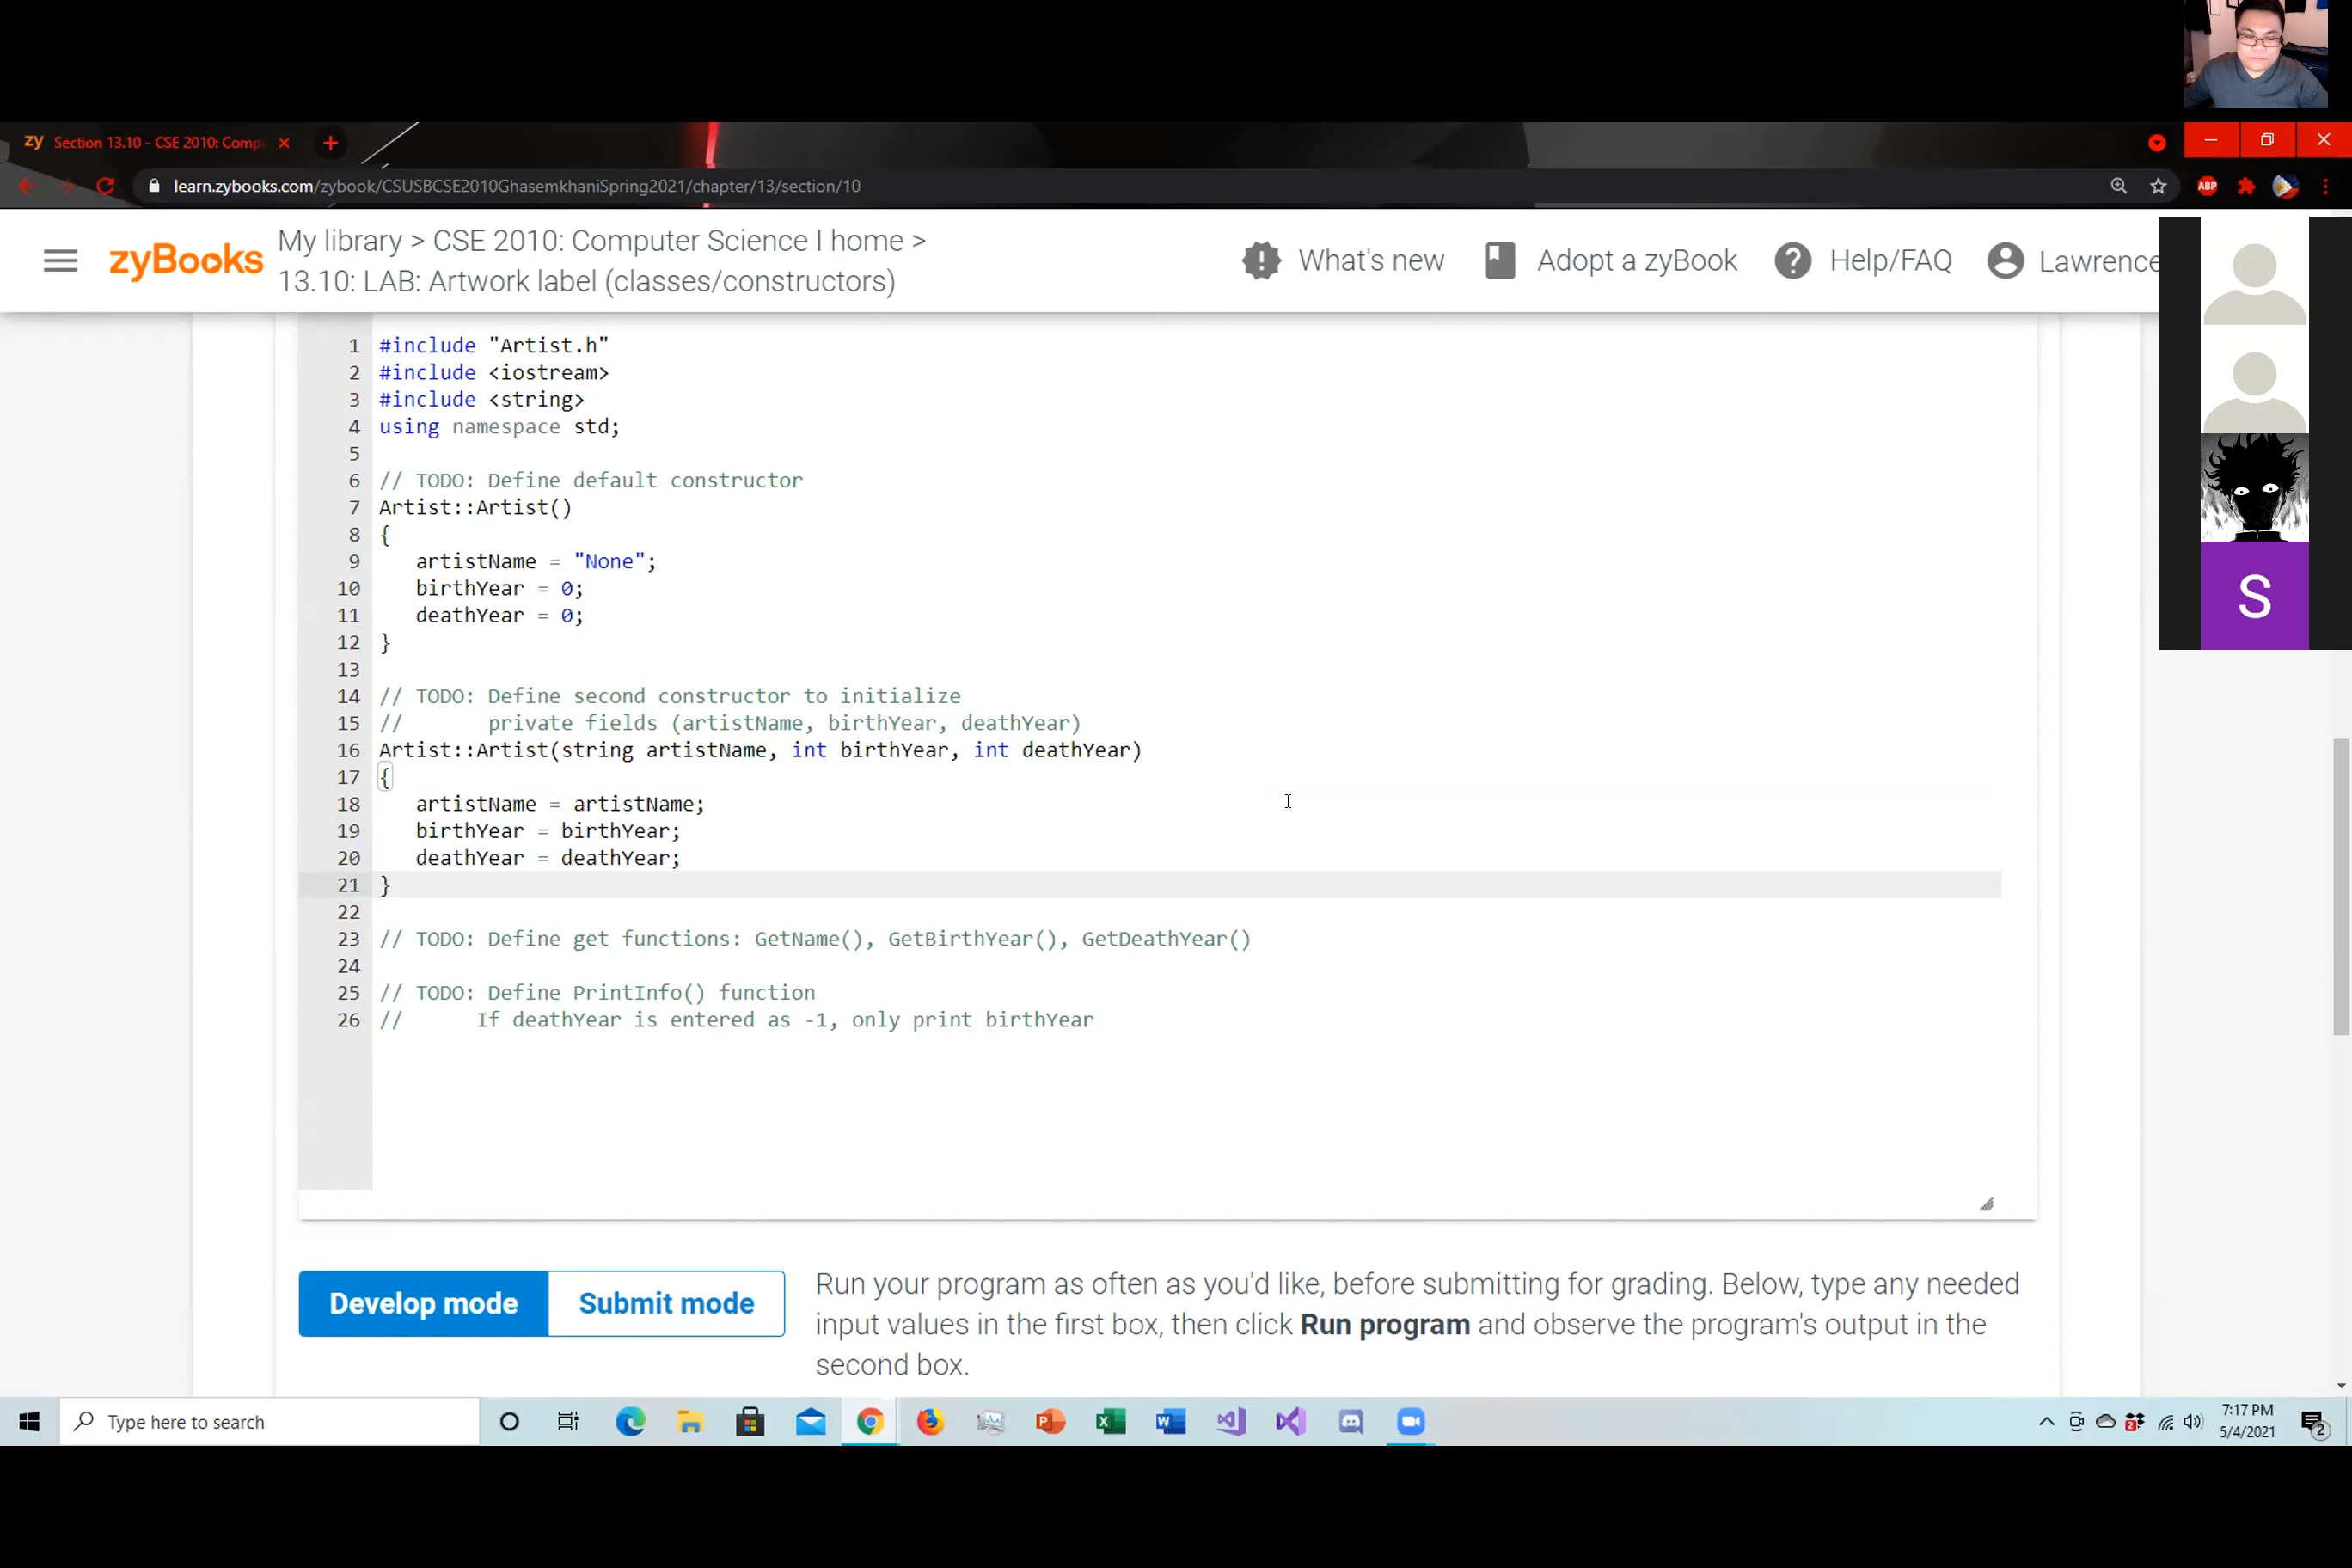 zy Section 13.10 - CSE 2010: Comp
learn.zybooks.com/zybook/CSUSBCSE2010GhasemkhaniSpring2021/chapter/13/section/10
ABP
zyBooks
My library > CSE 2010: Computer Science I home >
13.10: LAB: Artwork label (classes/constructors)
What's new
Adopt a zyBook
Help/FAQ
Lawrence
1 #include "Artist.h"
2 #include <iostream>
3 #include <string>
4 using namespace std;
5
6 // TODO: Define default constructor
7 Artist::Artist()
8 {
9 artistName = "None";
10 birthYear = 0;
11 deathYear = 0;
12 }
13
14 // TODO: Define second constructor to initialize
15 // private fields (artistName, birthYear, deathYear)
16 Artist::Artist(string artistName, int birthYear, int deathYear)
17 {
18 artistName = artistName;
19 birthYear = birthYear;
20 deathYear = deathYear;
21 }
22
23 // TODO: Define get functions: GetName(), GetBirthYear(), GetDeathYear()
24
25 // TODO: Define PrintInfo() function
26 // If deathYear is entered as -1, only print birthYear
S
Develop mode
Submit mode
Run your program as often as you'd like, before submitting for grading. Below, type any needed
input values in the first box, then click Run program and observe the program's output in the
second box.
Type here to search
7:17 PM
5/4/2021
2